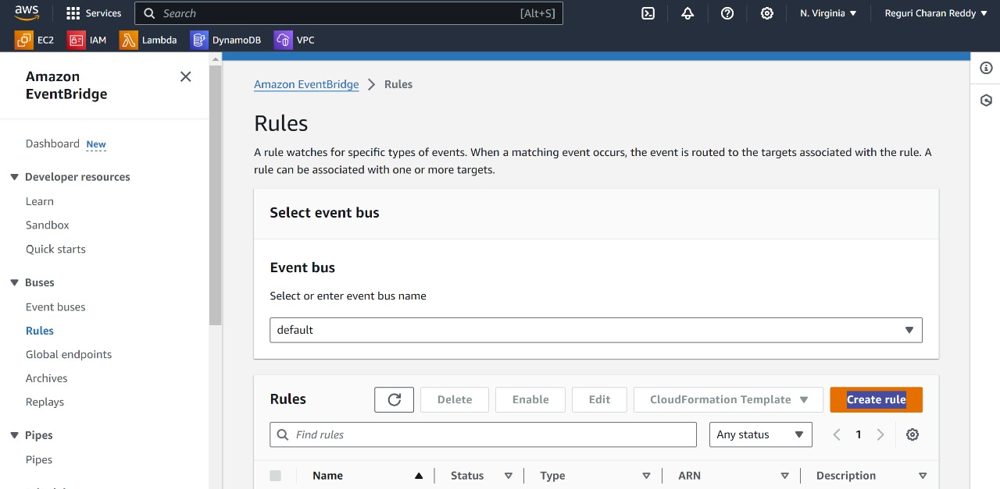 aws Services Search [Alt+S] N. Virginia Reguri Charan Reddy
EC2 IAM Lambda DynamoDB VPC
Amazon
EventBridge
Dashboard New
Developer resources
Learn
Sandbox
Quick starts
Buses
Event buses
Rules
Global endpoints
Archives
Replays
Pipes
Pipes
Amazon EventBridge > Rules
Rules
A rule watches for specific types of events. When a matching event occurs, the event is routed to the targets associated with the rule. A
rule can be associated with one or more targets.
Select event bus
Event bus
Select or enter event bus name
default
Rules Delete Enable Edit CloudFormation Template Create rule
Find rules Any status 1
Name Status Type ARN Description